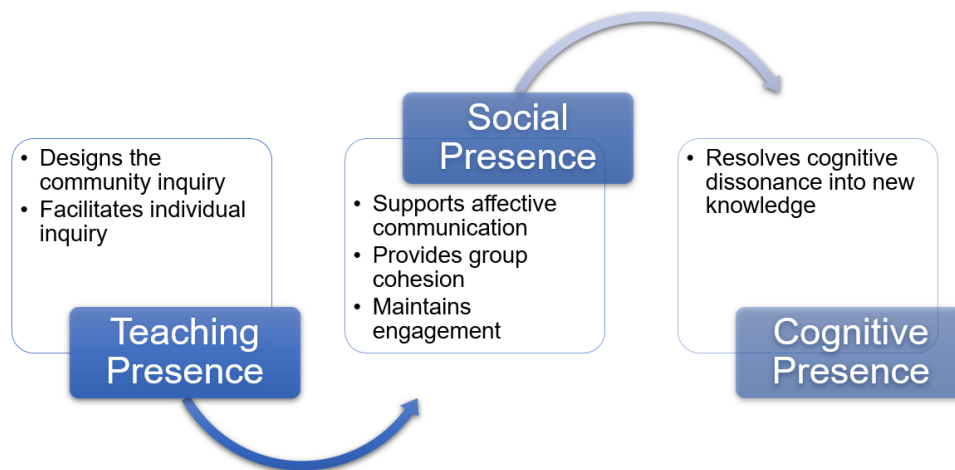 • Designs the
community inquiry
• Facilitates individual
inquiry
Teaching
Presence
Social
Presence
• Supports affective
communication
• Provides group
cohesion
• Maintains
engagement
• Resolves cognitive
dissonance into new
knowledge
Cognitive
Presence